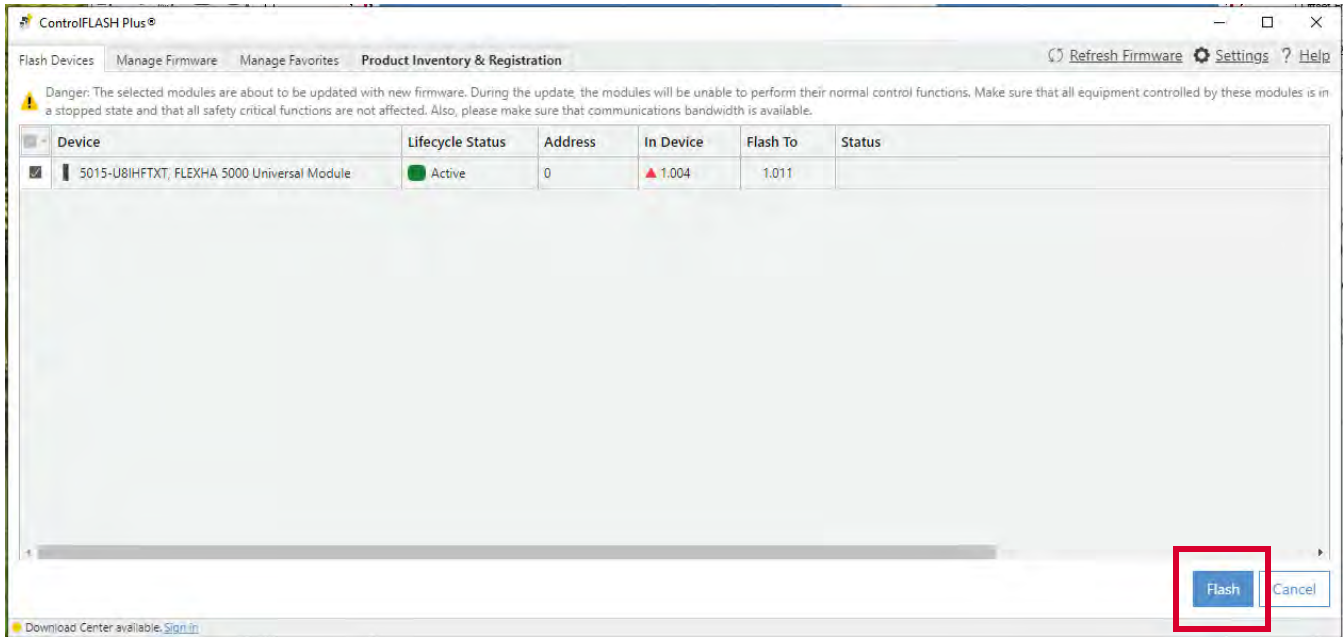 ControlFLASH Plus®
Flash Devices Manage Firmware Manage Favorites Product Inventory & Registration Refresh Firmware Settings ? Help
Danger: The selected modules are about to be updated with new firmware. During the update, the modules will be unable to perform their normal control functions. Make sure that all equipment controlled by these modules is in
a stopped state and that all safety critical functions are not affected. Also, please make sure that communications bandwidth is available.
Device Lifecycle Status Address In Device Flash To Status
5015-U8IHFTXT, FLEXHA 5000 Universal Module Active 0 1.004 1.011
Flash Cancel
Download Center available. Sign in